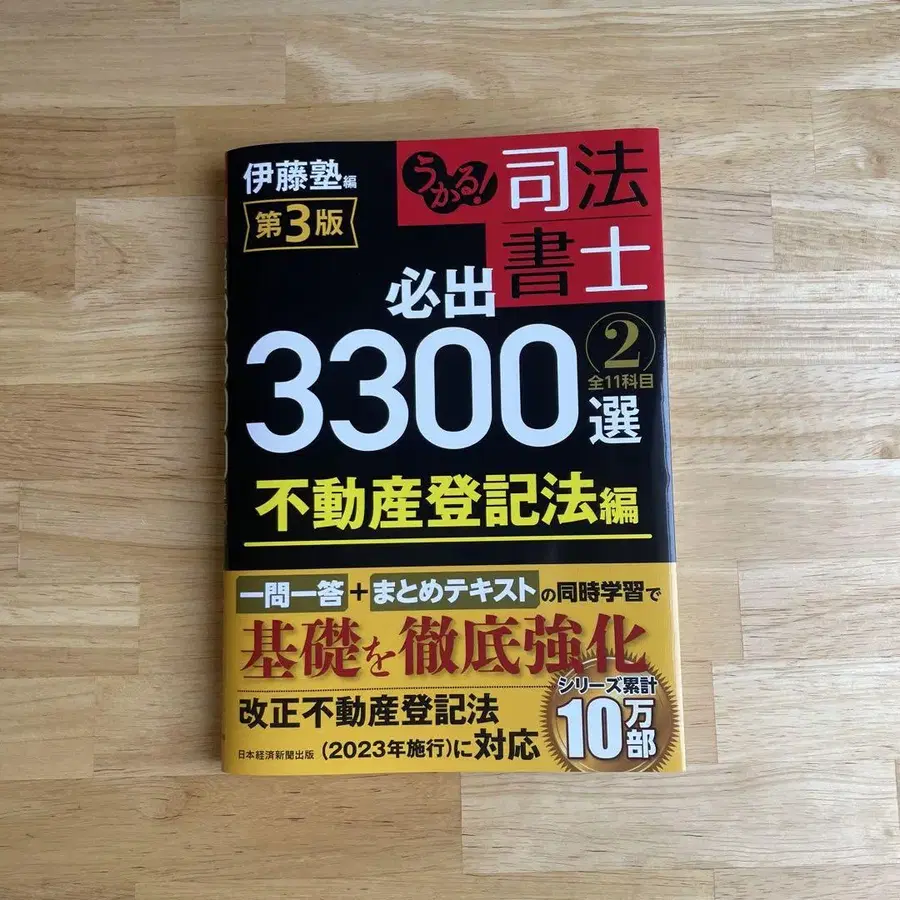 伊藤塾編
第3版
うかる!
司法
書士
必出
3300選
2
全11科目
不動産登記法編
一問一答+まとめテキストの同時学習で
基礎を徹底強化
改正不動産登記法
(2023年施行)に対応
シリーズ累計
10万部
日本経済新聞出版